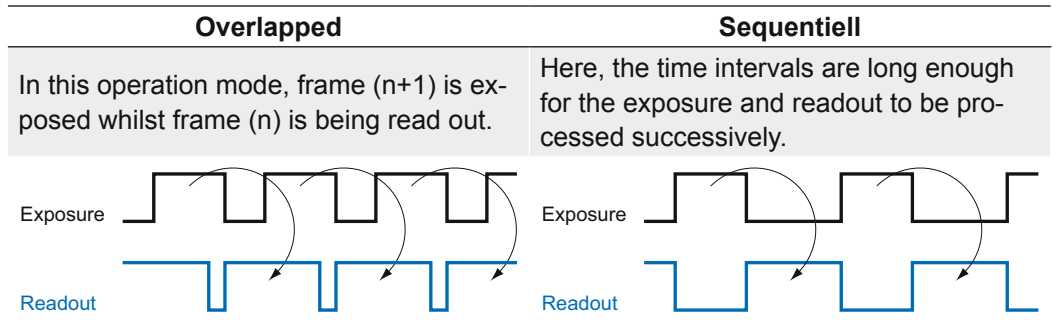 Overlapped
Sequentiell
In this operation mode, frame (n+1) is ex-
posed whilst frame (n) is being read out.
Here, the time intervals are long enough
for the exposure and readout to be pro-
cessed successively.
Exposure
Readout
Exposure
Readout